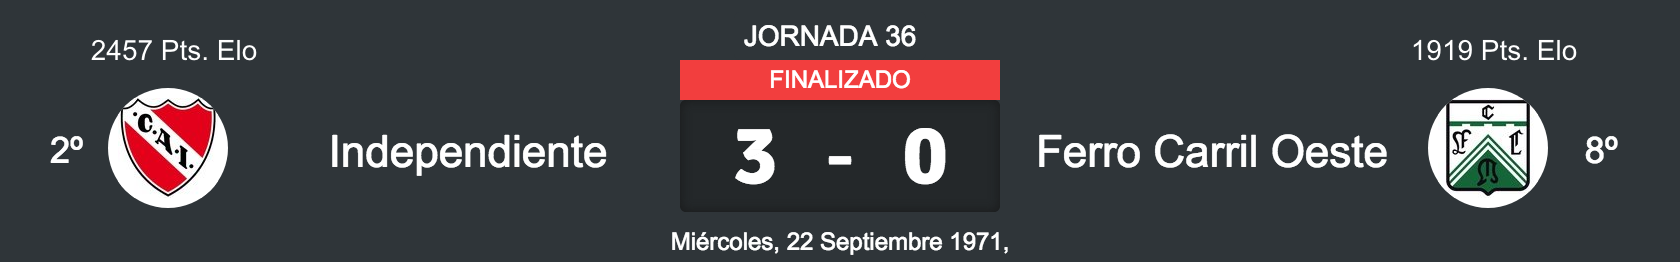 JORNADA 36
2457 Pts. Elo
1919 Pts. Elo
FINALIZADO
2º
C.A.I.
Independiente
3 - 0
Ferro Carril Oeste
8º
Miércoles, 22 Septiembre 1971,